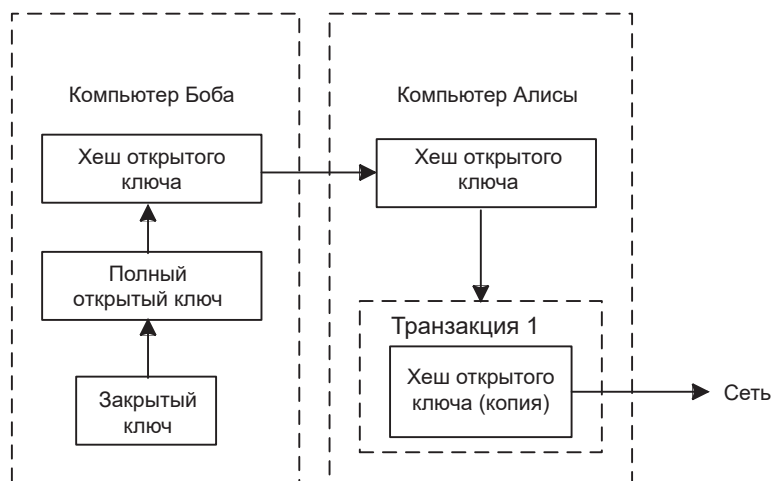 Компьютер Боба
Хеш открытого
ключа
Полный
открытый ключ
Закрытый
ключ
Компьютер Алисы
Хеш открытого
ключа
Транзакция 1
Хеш открытого
ключа (копия)
Сеть